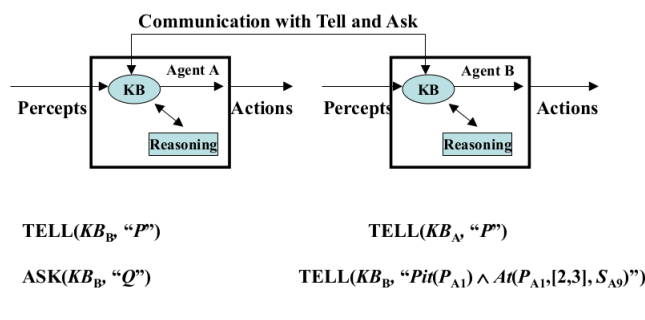 Communication with Tell and Ask
Agent A
KB
Percepts
Actions
Reasoning
Agent B
KB
Percepts
Actions
Reasoning
TELL(KB_B, “P”)
TELL(KB_A, “P”)
ASK(KB_B, “Q”)
TELL(KB_B, “Pit(P_A1) ∧ At(P_A1,[2,3], S_A9)”)